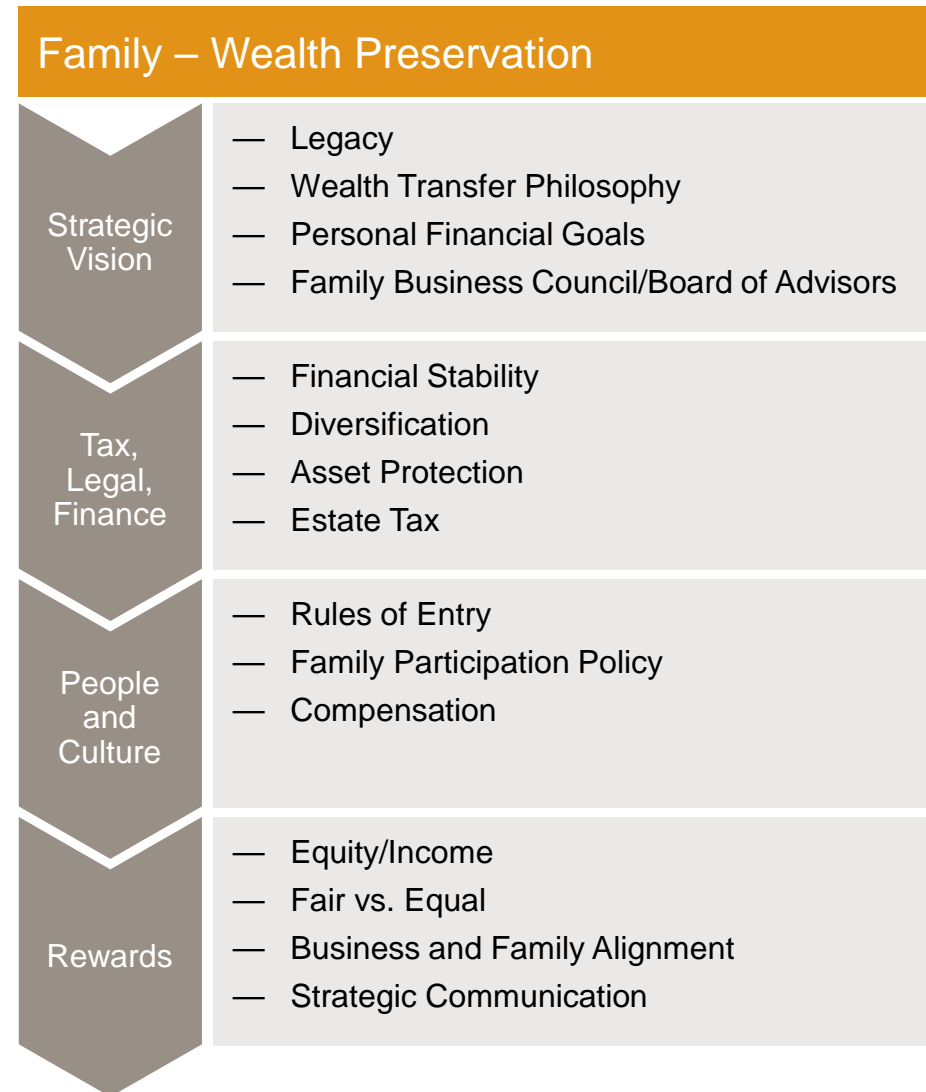 Family – Wealth Preservation
Strategic
Vision
— Legacy
— Wealth Transfer Philosophy
— Personal Financial Goals
— Family Business Council/Board of Advisors
Tax,
Legal,
Finance
— Financial Stability
— Diversification
— Asset Protection
— Estate Tax
People
and
Culture
— Rules of Entry
— Family Participation Policy
— Compensation
Rewards
— Equity/Income
— Fair vs. Equal
— Business and Family Alignment
— Strategic Communication